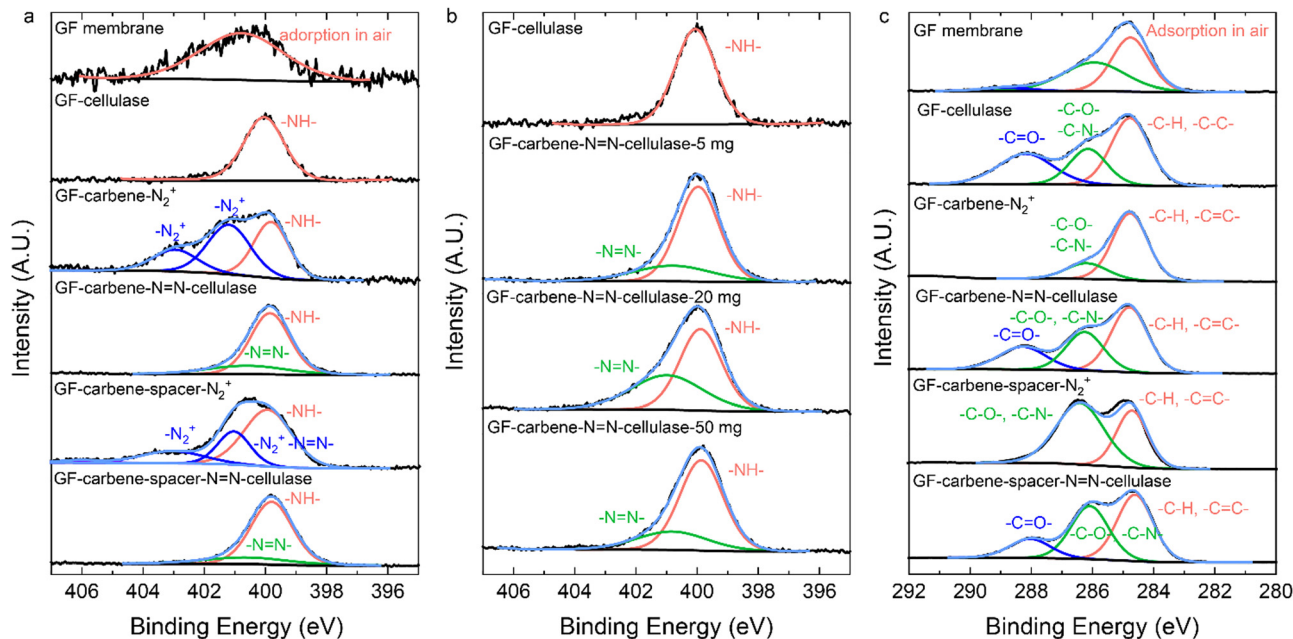 a
GF membrane
adorption in air
GF-cellulase
-NH-
GF-carbene-N₂⁺
-N₂⁺
-N₂⁺
-NH-
GF-carbene-N=N-cellulase
-NH-
-N=N-
GF-carbene-spacer-N₂⁺
-NH-
-N₂⁺
-N₂⁺
-N=N-
GF-carbene-spacer-N=N-cellulase
-NH-
-N=N-
406 404 402 400 398 396
Binding Energy (eV)
Intensity (A.U.)
b
GF-cellulase
-NH-
GF-carbene-N=N-cellulase-5 mg
-NH-
-N=N-
GF-carbene-N=N-cellulase-20 mg
-NH-
-N=N-
GF-carbene-N=N-cellulase-50 mg
-NH-
-N=N-
406 404 402 400 398 396
Binding Energy (eV)
Intensity (A.U.)
c
GF membrane
Adsorption in air
GF-cellulase
-C-O-
-C-N-
-C=O-
-C-H, -C-C-
GF-carbene-N₂⁺
-C-O-
-C-N-
-C-H, -C=C-
GF-carbene-N=N-cellulase
-C-O-, -C-N-
-C=O-
-C-H, -C=C-
GF-carbene-spacer-N₂⁺
-C-H, -C=C-
-C-O-, -C-N-
GF-carbene-spacer-N=N-cellulase
-C-H, -C=C-
-C=O-
-C-O-
-C-N-
292 290 288 286 284 282 280
Binding Energy (eV)
Intensity (A.U.)